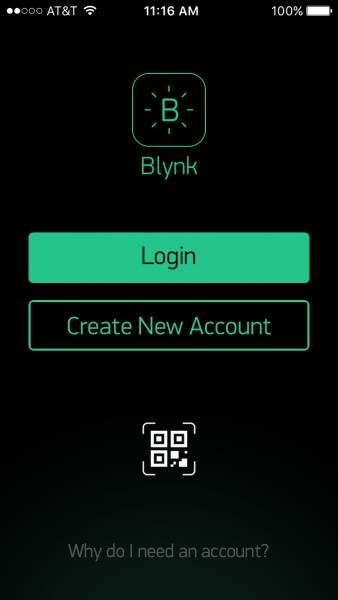 AT&T 11:16 AM 100%
B
Blynk
Login
Create New Account
Why do I need an account?